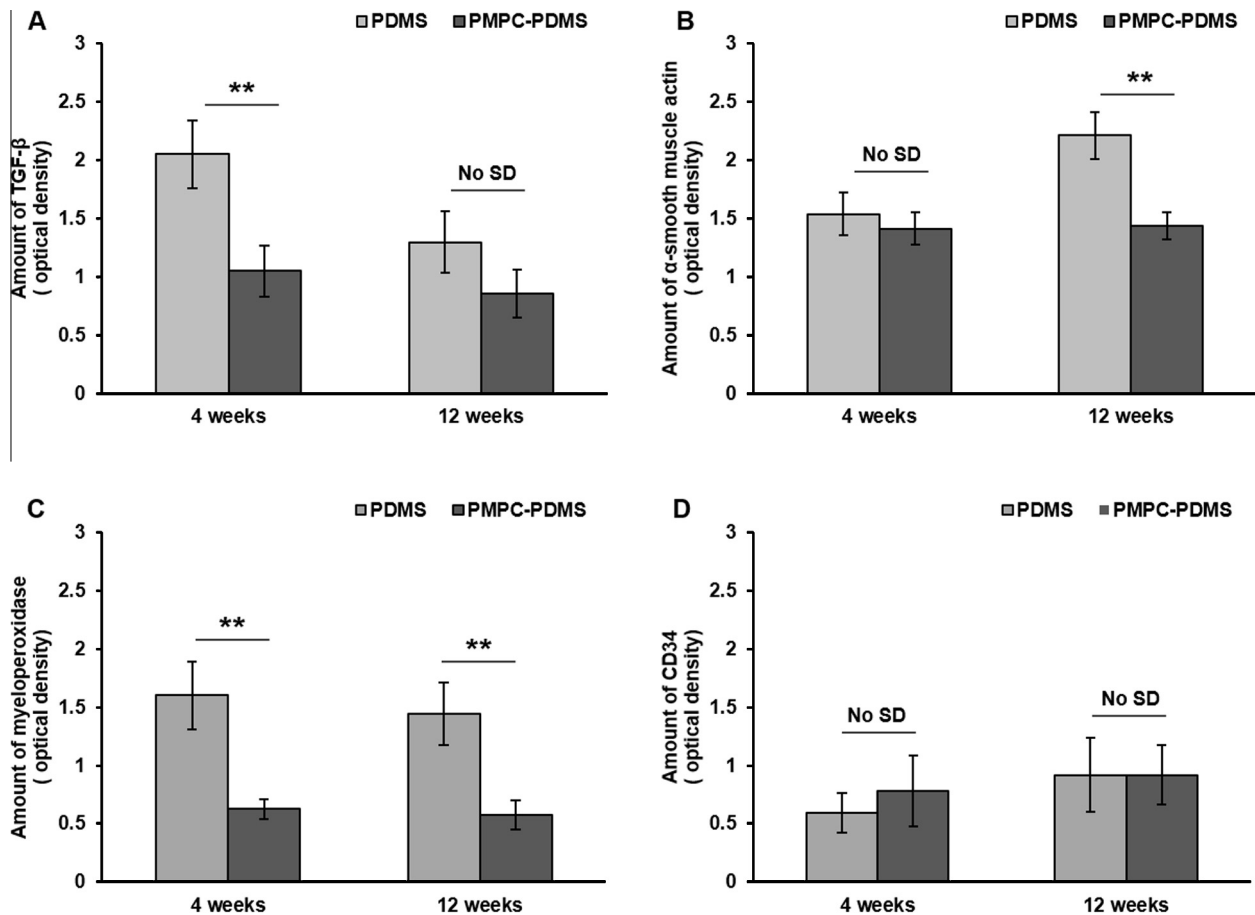 A
PDMS PMPC-PDMS
Amount of TGF-β
( optical density)
3
2.5
2
1.5
1
0.5
0
**
No SD
4 weeks 12 weeks
B
PDMS PMPC-PDMS
Amount of α-smooth muscle actin
( optical density)
3
2.5
2
1.5
1
0.5
0
No SD
**
4 weeks 12 weeks
C
PDMS PMPC-PDMS
Amount of myeloperoxidase
( optical density)
3
2.5
2
1.5
1
0.5
0
**
**
4 weeks 12 weeks
D
PDMS PMPC-PDMS
Amount of CD34
( optical density)
3
2.5
2
1.5
1
0.5
0
No SD
No SD
4 weeks 12 weeks